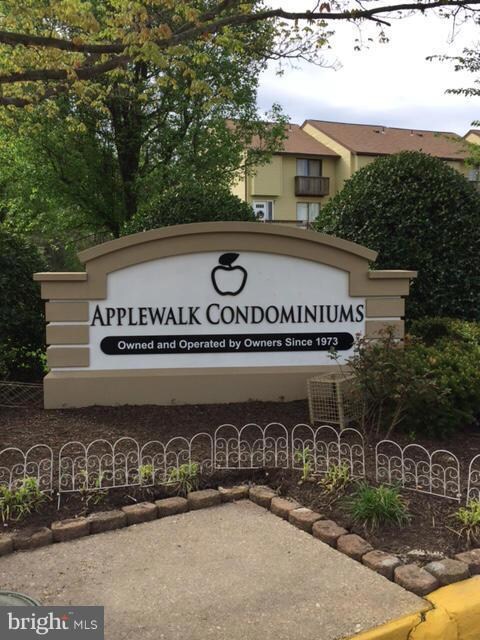 APPLEWALK CONDOMINIUMS
Owned and Operated by Owners Since 1973
bright MLS